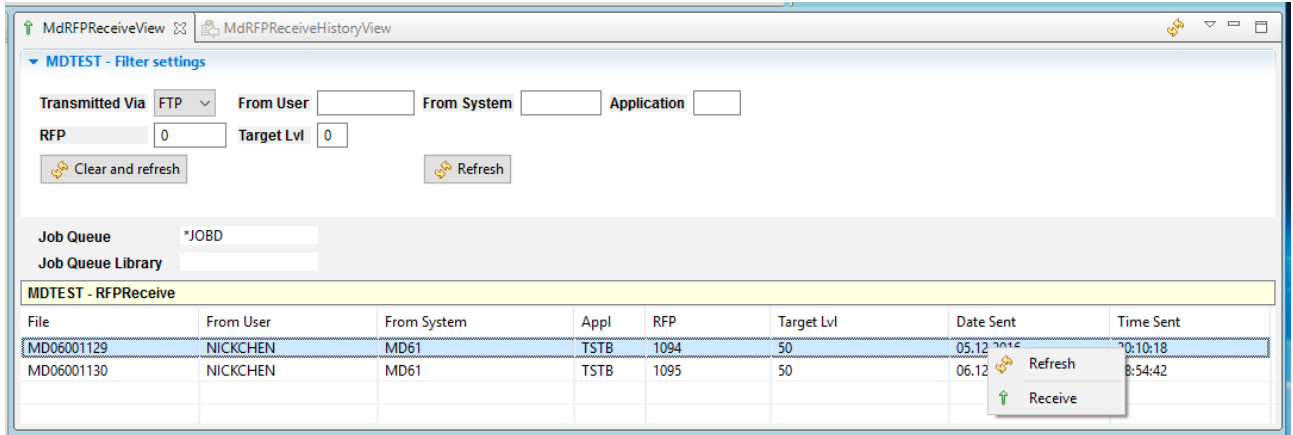 MdRFPReceiveView MdRFPReceiveHistoryView
MDTEST - Filter settings
Transmitted Via FTP From User From System Application
RFP 0 Target Lvl 0
Clear and refresh Refresh
Job Queue *JOBD
Job Queue Library
MDTEST - RFPReceive
File From User From System Appl RFP Target Lvl Date Sent Time Sent
MD06001129 NICKCHEN MD61 TSTB 1094 50 05.12.2016 20:10:18
MD06001130 NICKCHEN MD61 TSTB 1095 50 06.12 8:54:42
Refresh
Receive